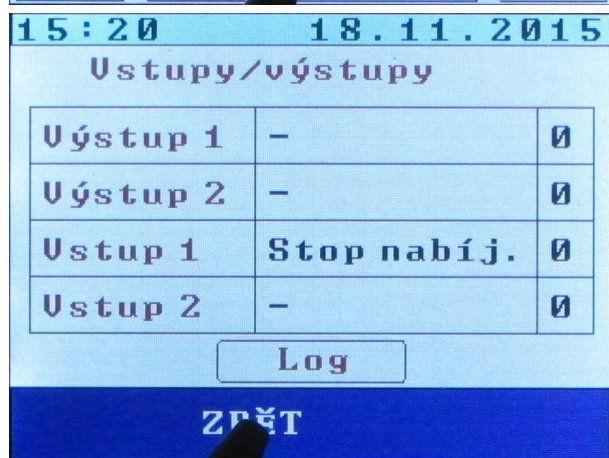 15:20 18.11.2015
Vstupy/výstupy
Výstup 1 – 0
Výstup 2 – 0
Vstup 1 Stop nabíj. 0
Vstup 2 – 0
Log